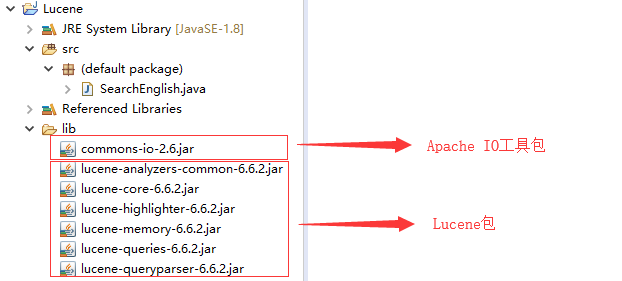 Lucene
JRE System Library [JavaSE-1.8]
src
(default package)
SearchEnglish.java
Referenced Libraries
lib
commons-io-2.6.jar
Apache IO工具包
lucene-analyzers-common-6.6.2.jar
lucene-core-6.6.2.jar
lucene-highlighter-6.6.2.jar
lucene-memory-6.6.2.jar
Lucene包
lucene-queries-6.6.2.jar
lucene-queryparser-6.6.2.jar